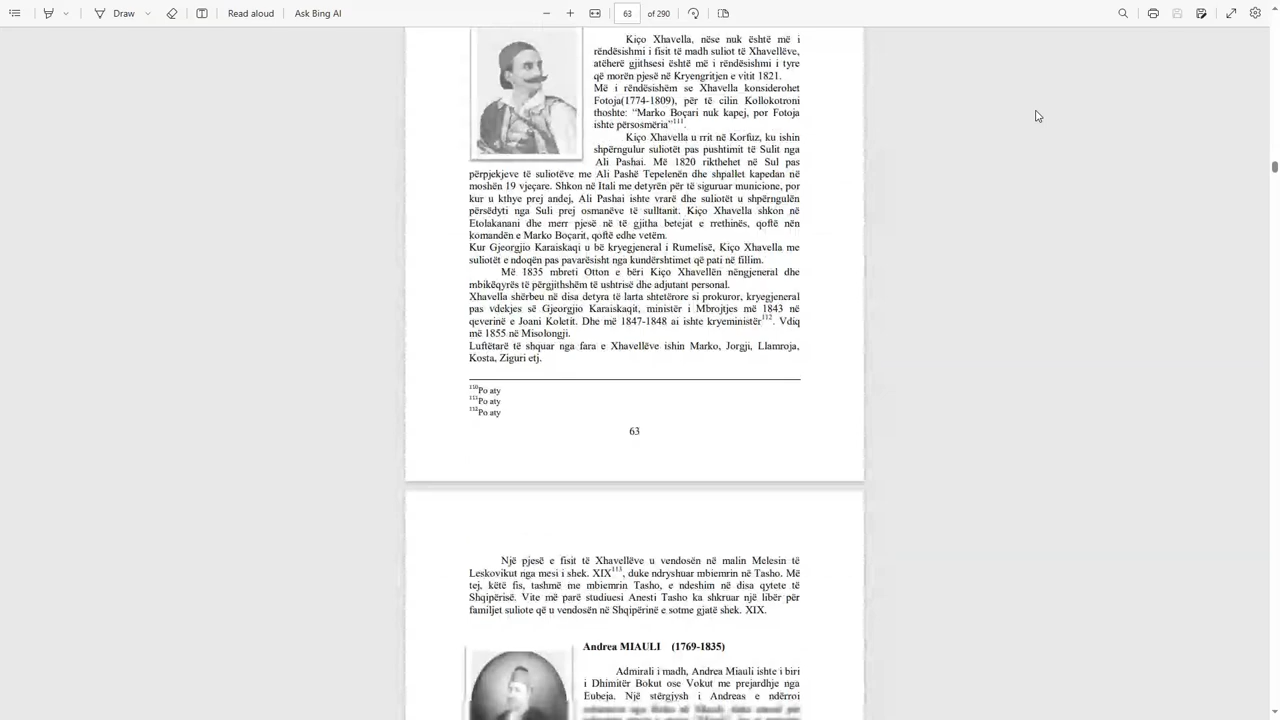 Draw
Read aloud
Ask Bing AI
63
of 290
Kiço Xhavella, nëse nuk është më i
rëndësishmi i fisit të madh suliot të Xhavellëve,
atëherë gjithsesi është më i rëndësishmi i tyre
që morën pjesë në Kryengritjen e vitit 1821.
Më i rëndësishëm se Xhavella konsiderohet
Fotoja(1774-1809), për të cilin Kollokotroni
thoshte: “Marko Boçari nuk kapej, por Fotoja
ishte përsosmëria”111.
Kiço Xhavella u rrit në Korfuz, ku ishin
shpërngulur suliotët pas pushtimit të Sulit nga
Ali Pashai. Më 1820 rikthehet në Sul pas
përpjekjeve të suliotëve me Ali Pashë Tepelenën dhe shpallet kapedan në
moshën 19 vjeçare. Shkon në Itali me detyrën për të siguruar municione, por
kur u kthye prej andej, Ali Pashai ishte vrarë dhe suliotët u shpërngulën
përsëdyti nga Suli prej osmanëve të sulltanit. Kiço Xhavella shkon në
Etolakanani dhe merr pjesë në të gjitha betejat e rrethinës, qoftë nën
komandën e Marko Boçarit, qoftë edhe vetëm.
Kur Gjeorgjio Karaiskaqi u bë kryegjeneral i Rumelisë, Kiço Xhavella me
suliotët e ndoqën pas pavarësisht nga kundërshtimet që pati në fillim.
Më 1835 mbreti Otton e bëri Kiço Xhavellën nëngjeneral dhe
mbikëqyrës të përgjithshëm të ushtrisë dhe adjutant personal.
Xhavella shërbeu në disa detyra të larta shtetërore si prokuror, kryegjeneral
pas vdekjes së Gjeorgjio Karaiskaqit, ministër i Mbrojtjes më 1843 në
qeverinë e Joani Koletit. Dhe më 1847-1848 ai ishte kryeministër112. Vdiq
më 1855 në Misolongji.
Luftëtarë të shquar nga fara e Xhavellëve ishin Marko, Jorgji, Llamroja,
Kosta, Ziguri etj.
110Po aty
111Po aty
112Po aty
63
Një pjesë e fisit të Xhavellëve u vendosën në malin Melesin të
Leskovikut nga mesi i shek. XIX113, duke ndryshuar mbiemrin në Tasho. Më
tej, këtë fis, tashmë me mbiemrin Tasho, e ndeshim në disa qytete të
Shqipërisë. Vite më parë studiuesi Anesti Tasho ka shkruar një libër për
familjet suliote që u vendosën në Shqipërinë e sotme gjatë shek. XIX.
Andrea MIAULI (1769-1835)
Admirali i madh, Andrea Miauli ishte i biri
i Dhimitër Bokut ose Vokut me prejardhje nga
Eubeja. Një stërgjysh i Andreas e ndërroi